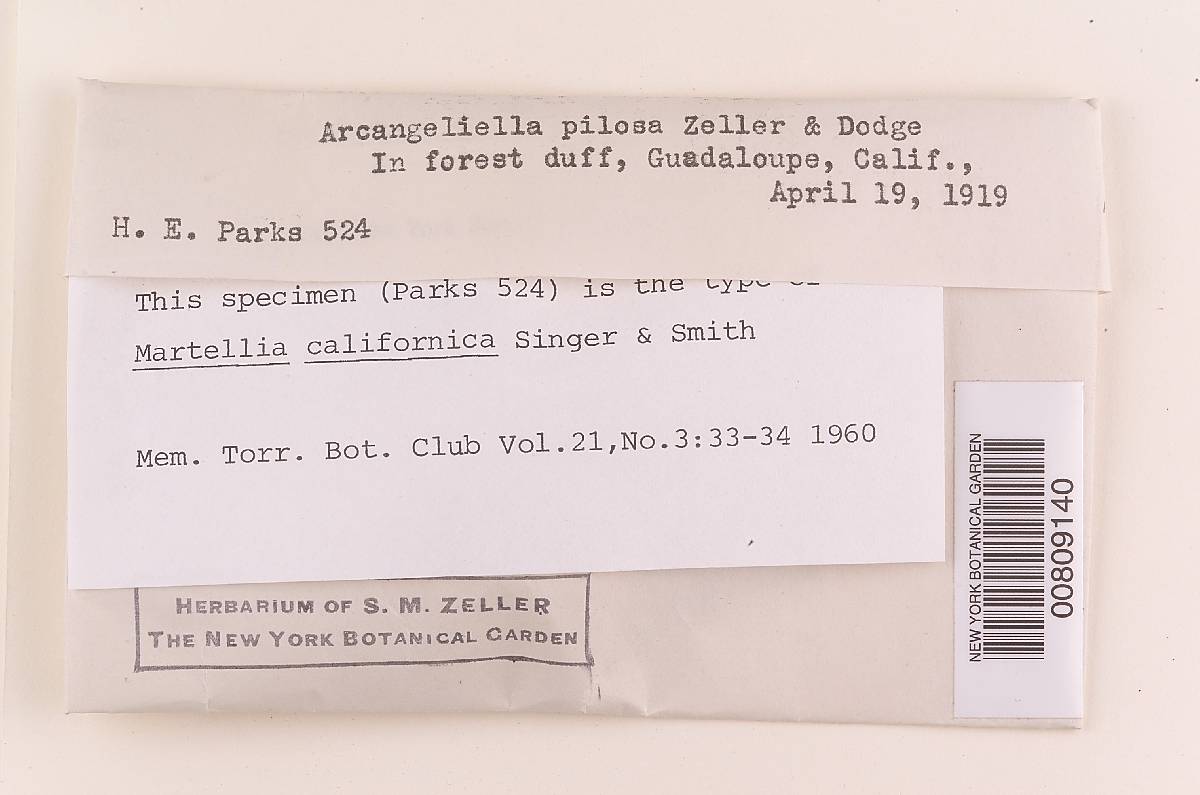 Arcangeliella pilosa Zeller & Dodge
In forest duff, Guadaloupe, Calif.,
April 19, 1919
H. E. Parks 524
This specimen (Parks 524) is the type
Martellia californica Singer & Smith
Mem. Torr. Bot. Club Vol.21,No.3:33-34 1960
HERBARIUM OF S. M. ZELLER
THE NEW YORK BOTANICAL GARDEN
NEW YORK BOTANICAL GARDEN
00809140